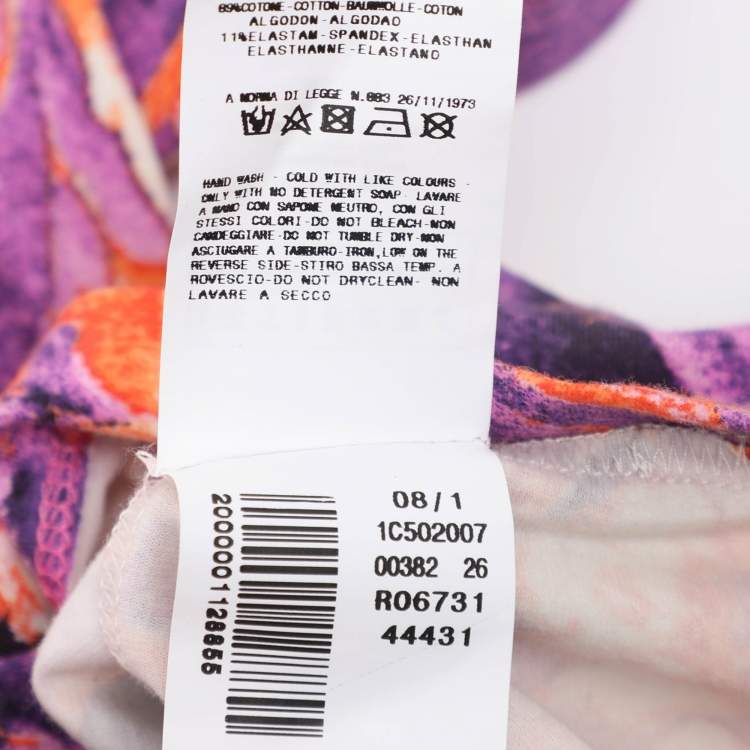 89%COTONE-COTTON-BAUMWOLLE-COTON
ALGODON-ALGODAO
11%ELASTAM-SPANDEX-ELASTHAN
ELASTHANNE-ELASTANO
A NORMA DI LEGGE N.883 26/11/1973
HAND WASH - COLD WITH LIKE COLOURS -
ONLY WITH NO DETERGENT SOAP- LAVARE
A MANO CON SAPONE NEUTRO, CON GLI
STESSI COLORI-DO NOT BLEACH-NON
CANDEGGIARE-DO NOT TUMBLE DRY-NON
ASCIUGARE A TAMBURO-IRON,LOW ON THE
REVERSE SIDE-STIRO BASSA TEMP. A
ROVESCIO-DO NOT DRYCLEAN- NON
LAVARE A SECCO
2000001128855
08/1
1C502007
00382 26
R06731
44431